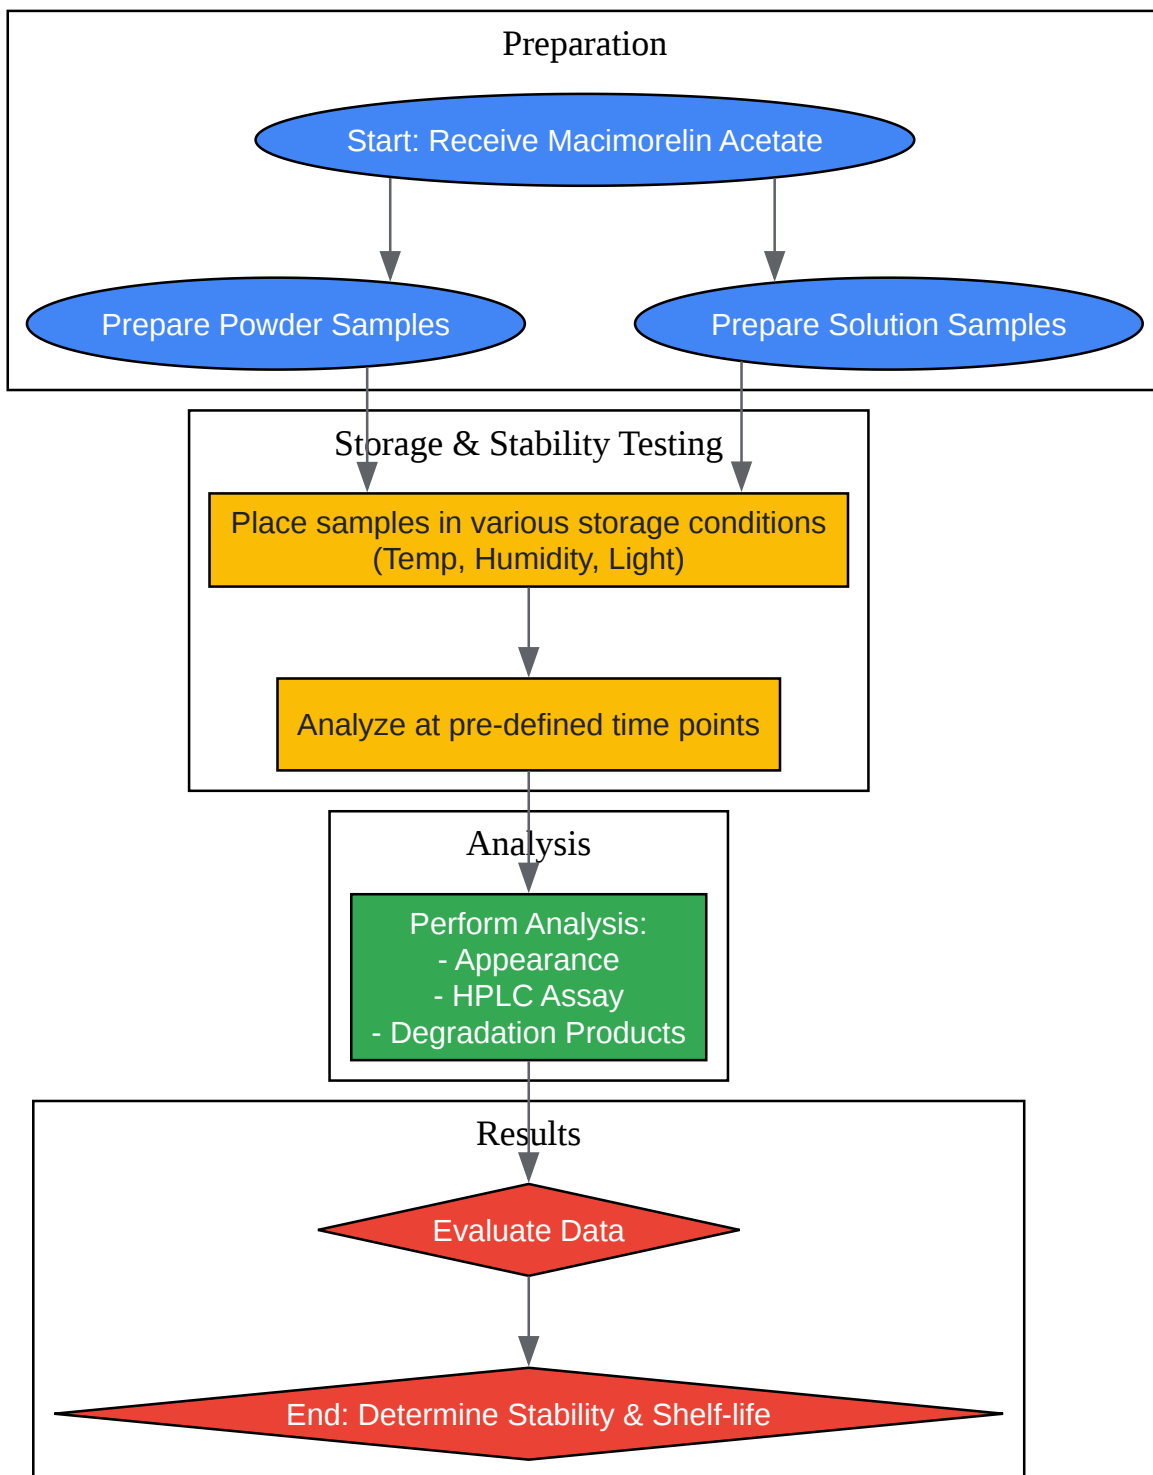 Preparation
Start: Receive Macimorelin Acetate
Prepare Powder Samples
Prepare Solution Samples
Storage & Stability Testing
Place samples in various storage conditions
(Temp, Humidity, Light)
Analyze at pre-defined time points
Analysis
Perform Analysis:
- Appearance
- HPLC Assay
- Degradation Products
Results
Evaluate Data
End: Determine Stability & Shelf-life